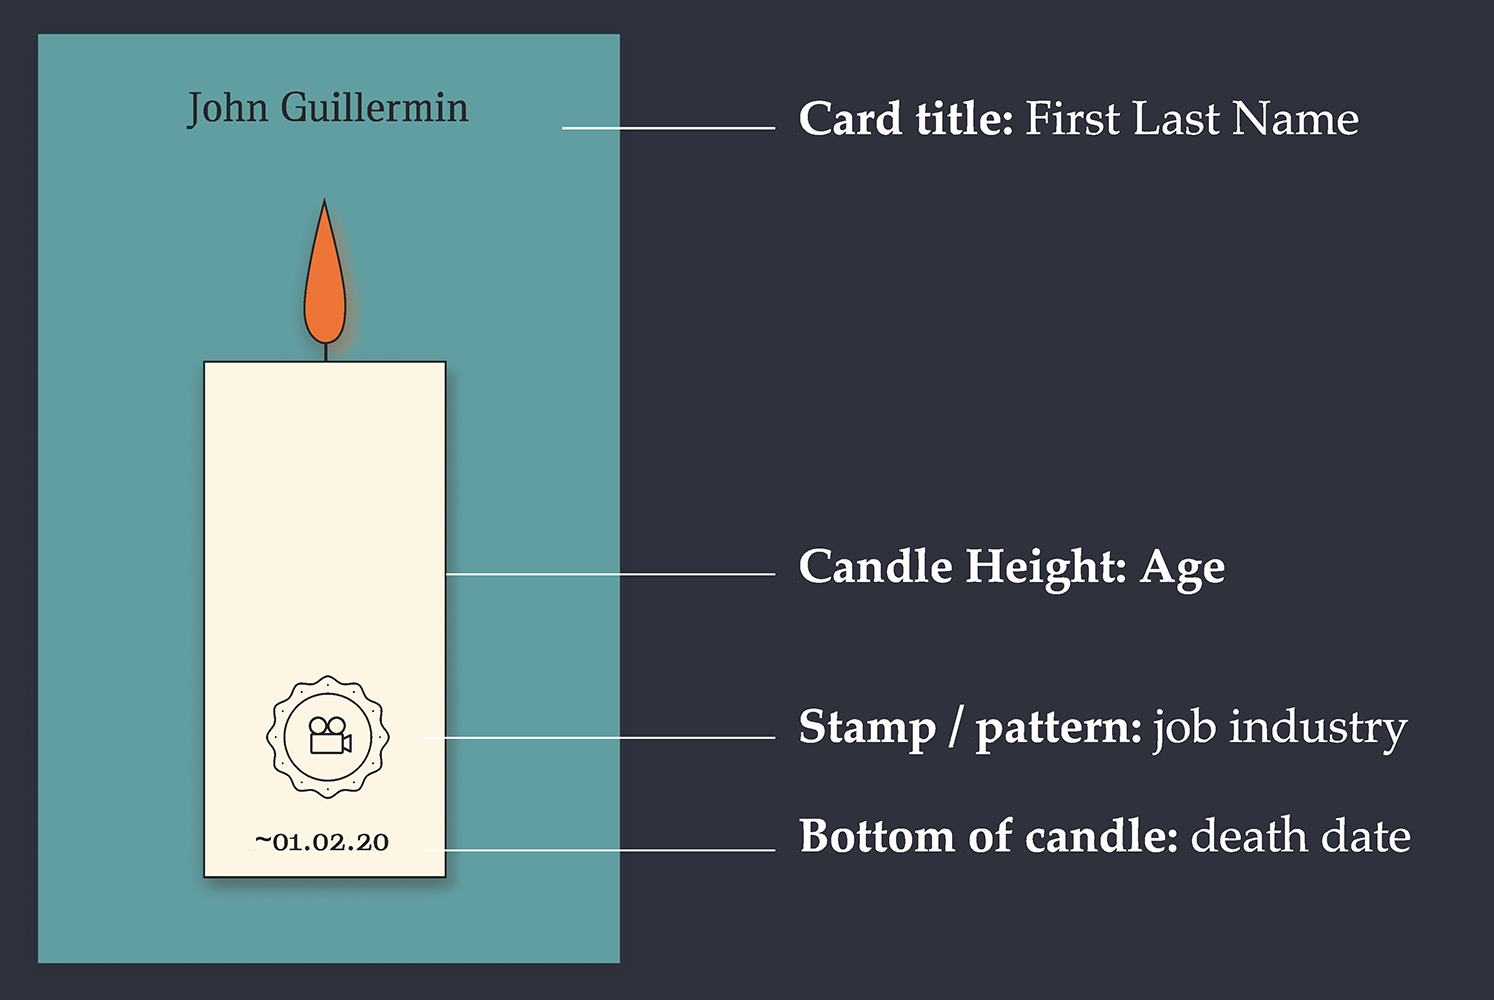 John Guillermin
Card title: First Last Name
Candle Height: Age
Stamp / pattern: job industry
~01.02.20
Bottom of candle: death date